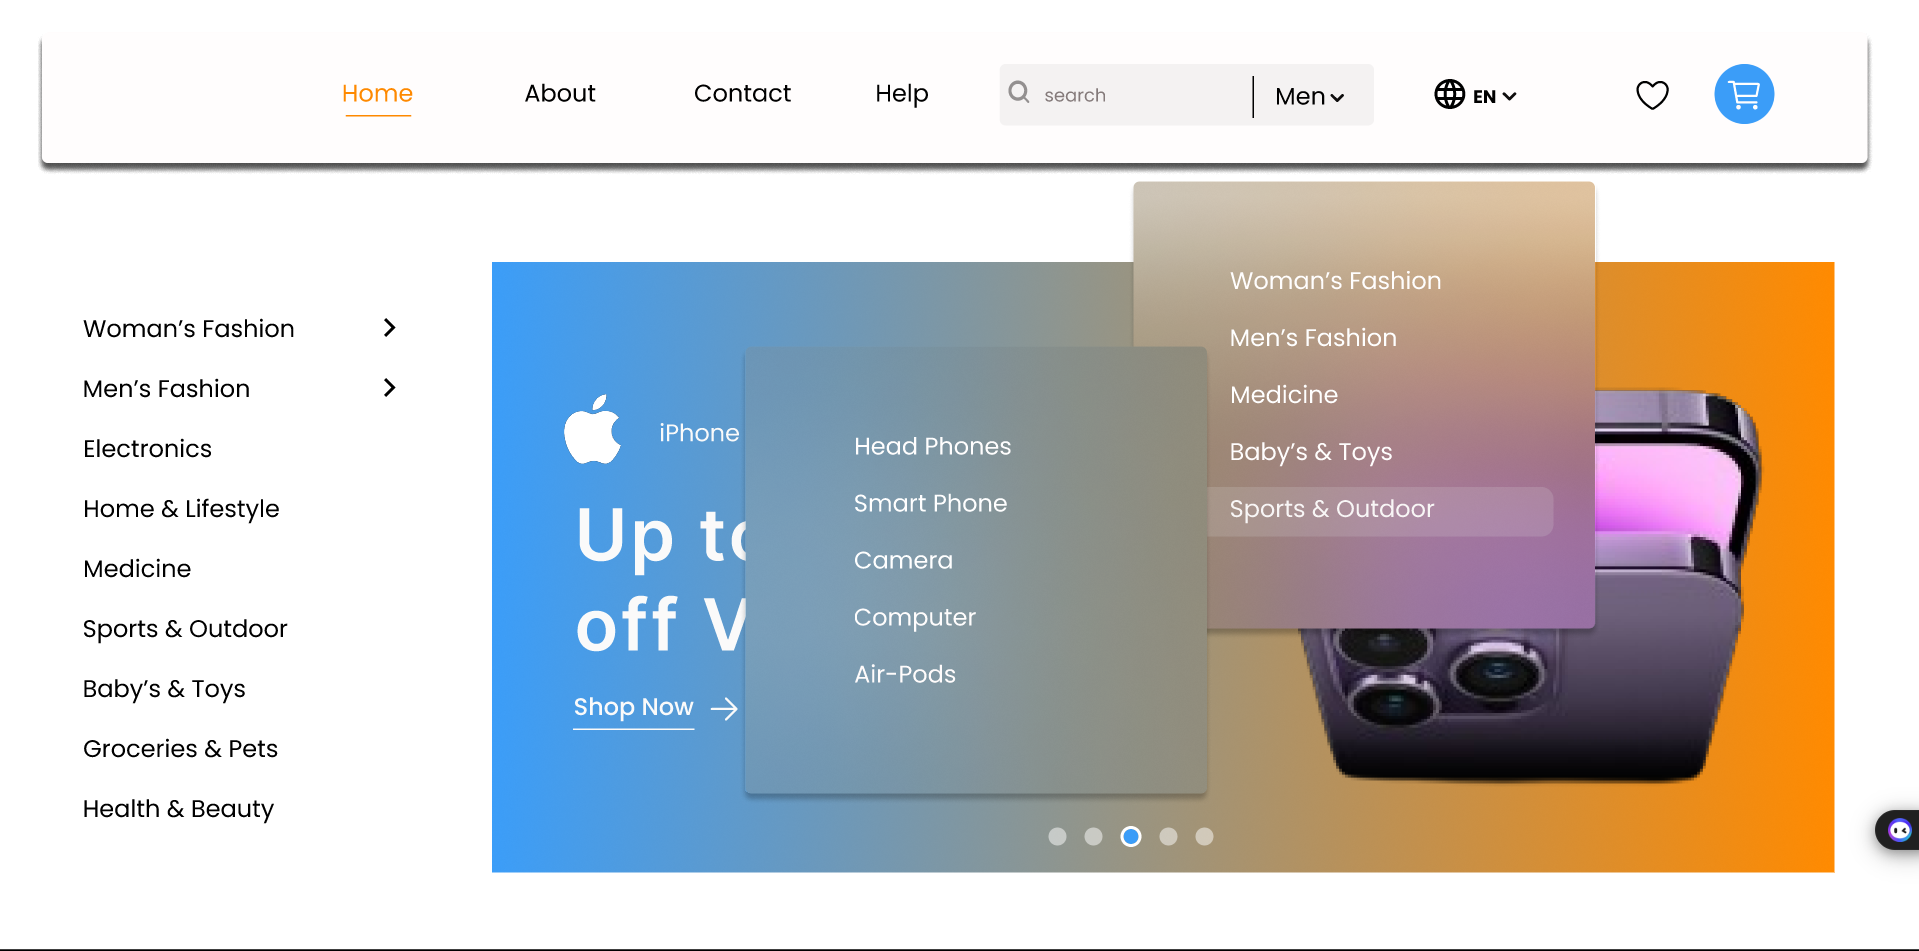 Home
About
Contact
Help
search
Men
EN
Woman's Fashion
Men's Fashion
Electronics
Home & Lifestyle
Medicine
Sports & Outdoor
Baby's & Toys
Groceries & Pets
Health & Beauty
iPhone
Up to
off V
Shop Now
Head Phones
Smart Phone
Camera
Computer
Air-Pods
Woman's Fashion
Men's Fashion
Medicine
Baby's & Toys
Sports & Outdoor